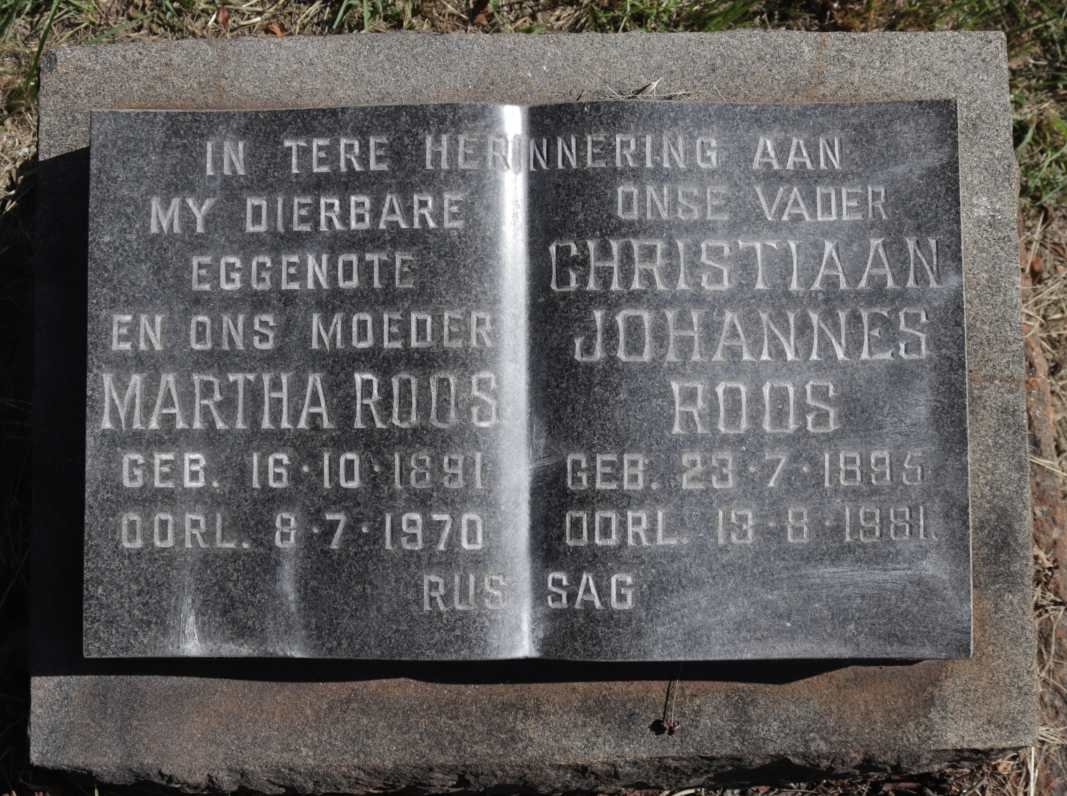 IN TERE HERINNERING AAN
MY DIERBARE
EGGENOTE
EN ONS MOEDER
MARTHA ROOS
GEB. 16·10·1891
OORL. 8·7·1970
ONSE VADER
CHRISTIAAN
JOHANNES
ROOS
GEB. 23·7·1895
OORL. 13·8·1981.
RUS SAG